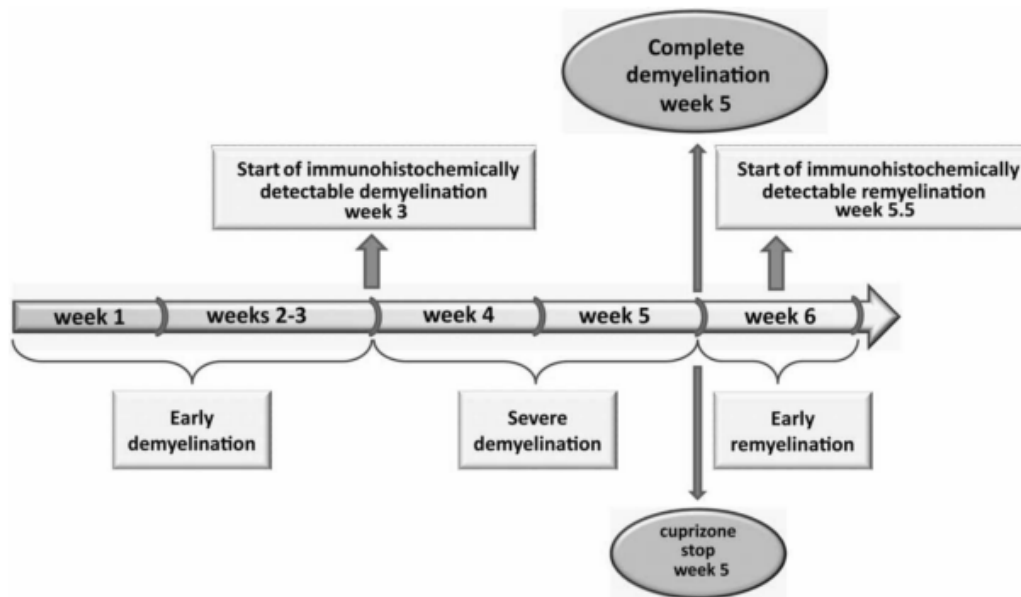 Complete
demyelination
week 5
Start of immunohistochemically
detectable demyelination
week 3
Start of immunohistochemically
detectable remyelination
week 5.5
week 1
weeks 2-3
week 4
week 5
week 6
Early
demyelination
Severe
demyelination
Early
remyelination
cuprizone
stop
week 5